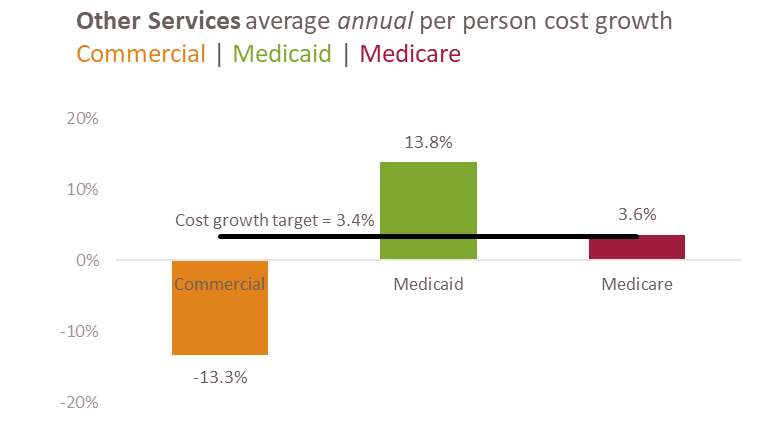 Other Services average annual per person cost growth
Commercial | Medicaid | Medicare
20%
13.8%
10%
Cost growth target = 3.4%
3.6%
0%
Commercial
Medicaid
Medicare
-10%
-13.3%
-20%